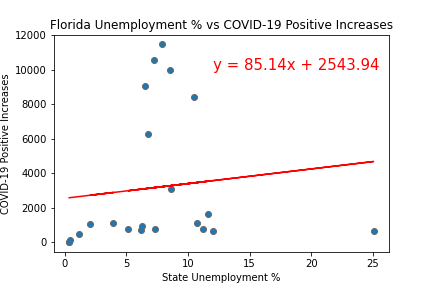 Florida Unemployment % vs COVID-19 Positive Increases
12000
10000
8000
6000
4000
2000
0
COVID-19 Positive Increases
y = 85.14x + 2543.94
0 5 10 15 20 25
State Unemployment %